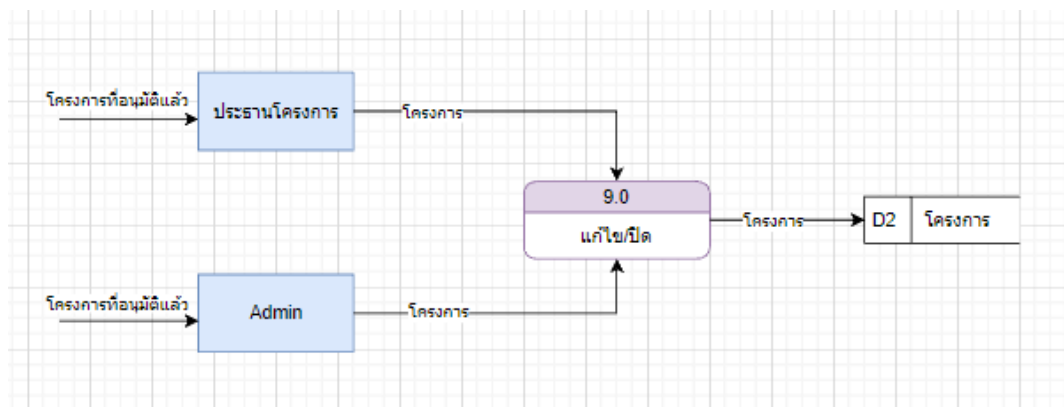 โครงการที่อนุมัติแล้ว
ประธานโครงการ
โครงการ
9.0
แก้ไข/ปิด
โครงการ
D2 โครงการ
โครงการที่อนุมัติแล้ว
Admin
โครงการ